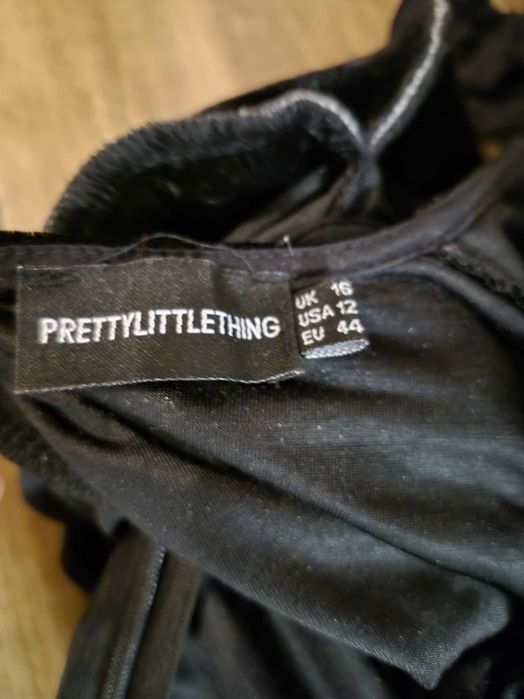 PRETTYLITTLETHING
UK 16
USA 12
EU 44